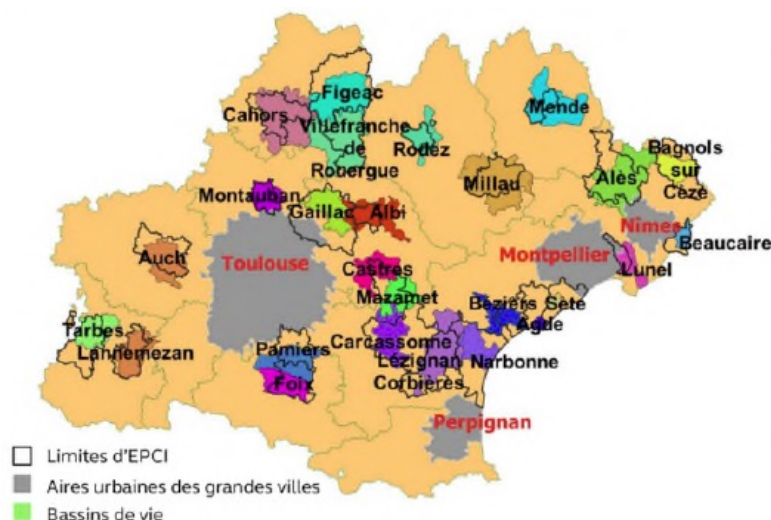 Figeac
Cahors
Villefranche
de
Rouergue
Rodez
Mende
Bagnols
sur
Cèze
Alès
Millau
Montauban
Gaillac
Albi
Nîmes
Beaucaire
Montpellier
Lunel
Auch
Toulouse
Castres
Mazamet
Béziers
Sète
Agde
Tarbes
Lannemezan
Pamiers
Foix
Carcassonne
Lézignan
Corbières
Narbonne
Perpignan
Limites d'EPCI
Aires urbaines des grandes villes
Bassins de vie